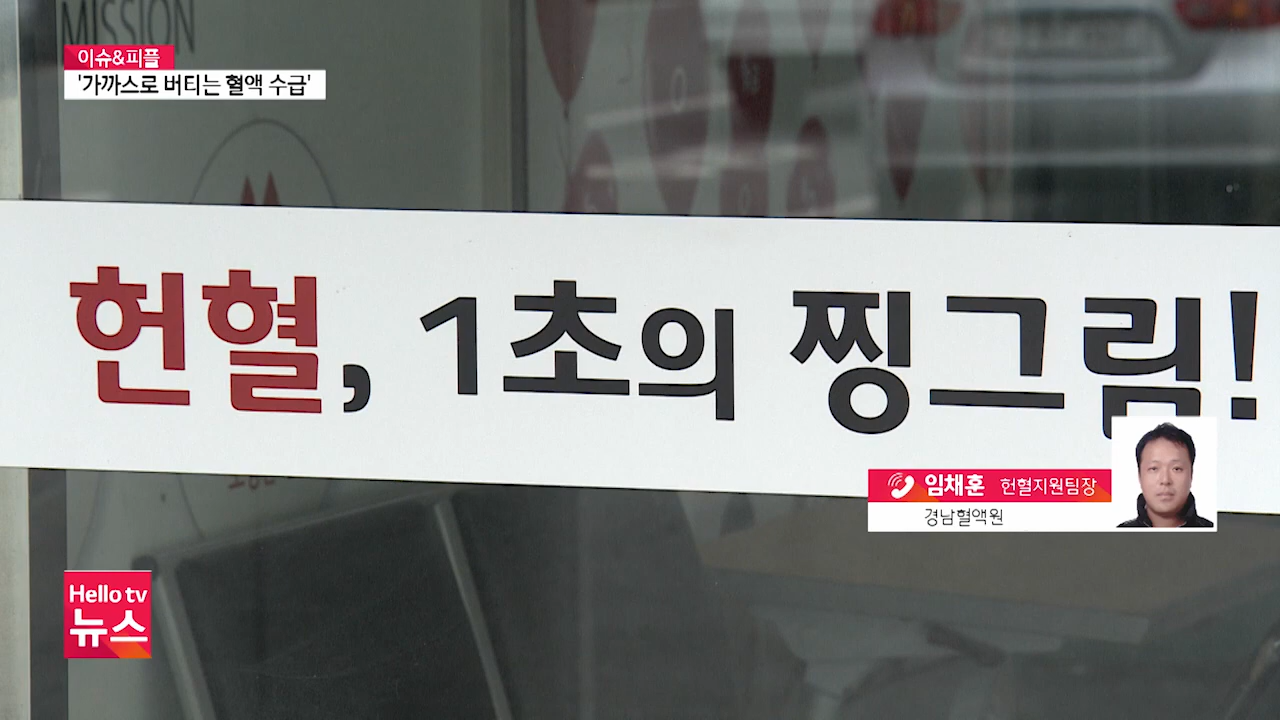 MISSION
이슈&피플
'가까스로 버티는 혈액 수급'
헌혈, 1초의 찡그림!
임채훈 헌혈지원팀장
경남혈액원
Hello tv
뉴스